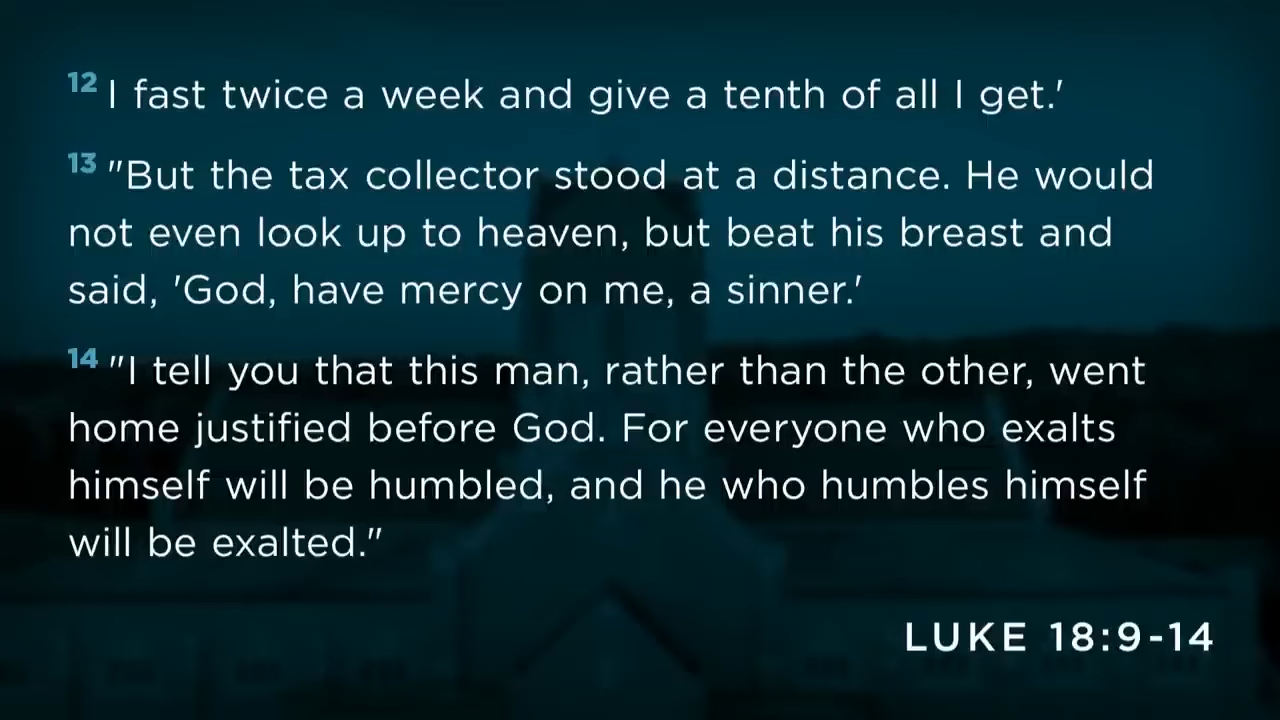 12 I fast twice a week and give a tenth of all I get.'
13 "But the tax collector stood at a distance. He would
not even look up to heaven, but beat his breast and
said, 'God, have mercy on me, a sinner.'
14 "I tell you that this man, rather than the other, went
home justified before God. For everyone who exalts
himself will be humbled, and he who humbles himself
will be exalted."
LUKE 18:9-14